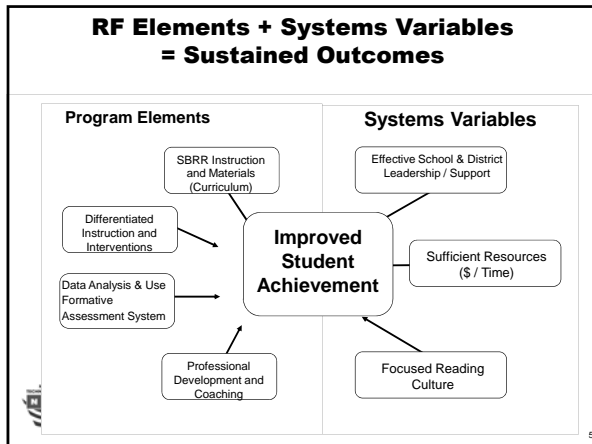 RF Elements + Systems Variables
= Sustained Outcomes
Program Elements
SBRR Instruction
and Materials
(Curriculum)
Differentiated
Instruction and
Interventions
Data Analysis & Use
Formative
Assessment System
Professional
Development and
Coaching
Improved
Student
Achievement
Systems Variables
Effective School & District
Leadership / Support
Sufficient Resources
($ / Time)
Focused Reading
Culture
5